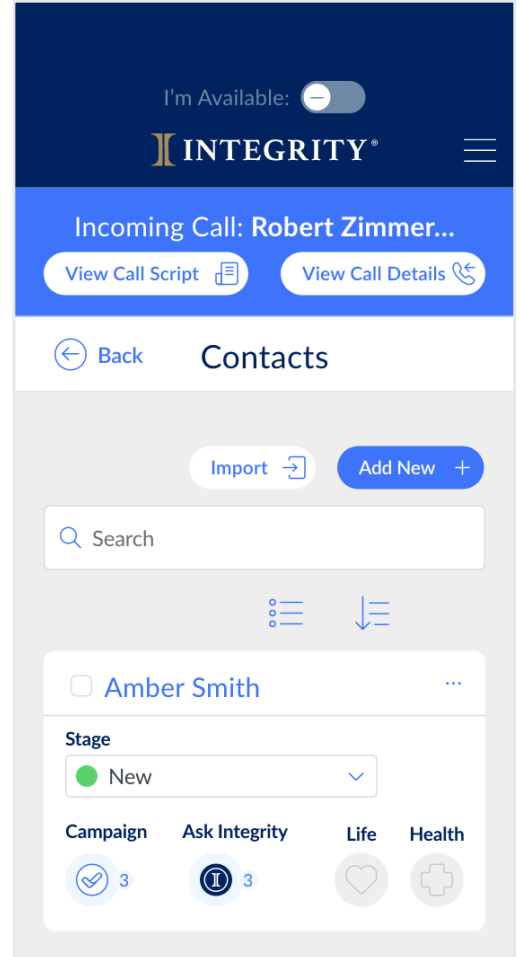 I'm Available:
INTEGRITY®
Incoming Call: Robert Zimmer...
View Call Script View Call Details
Back Contacts
Import Add New
Search
Amber Smith
Stage
New
Campaign Ask Integrity Life Health
3 3